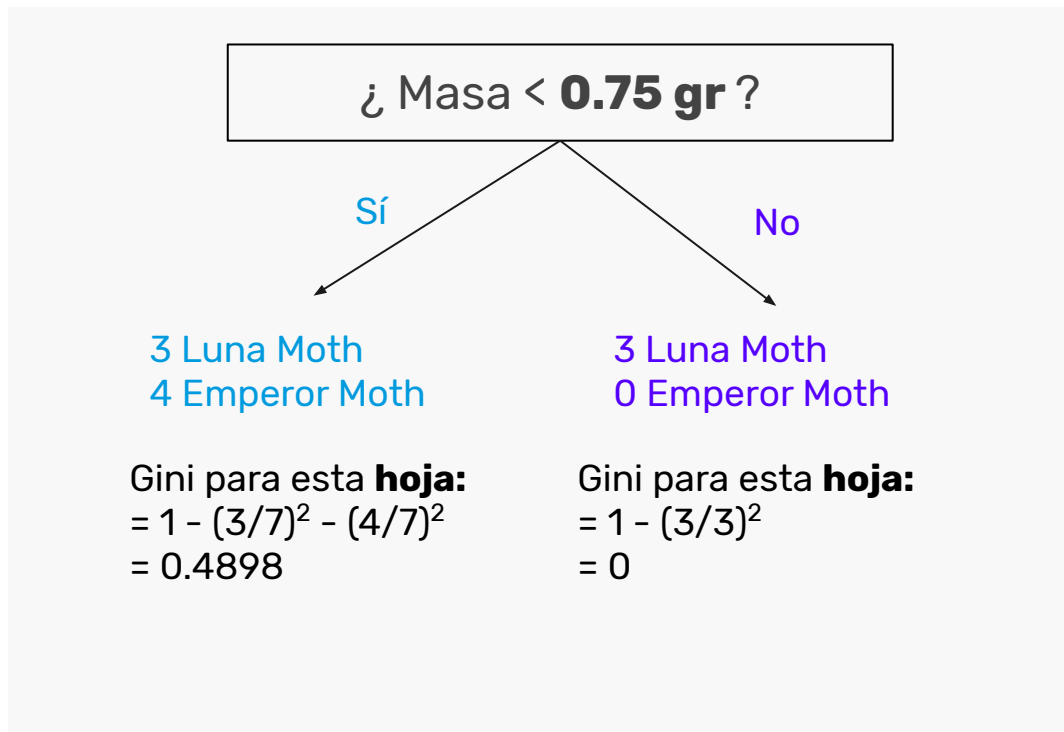 ¿ Masa < 0.75 gr ?
Sí
No
3 Luna Moth
4 Emperor Moth
3 Luna Moth
0 Emperor Moth
Gini para esta hoja:
= 1 - (3/7)²  - (4/7)²
= 0.4898
Gini para esta hoja:
= 1 - (3/3)²
= 0